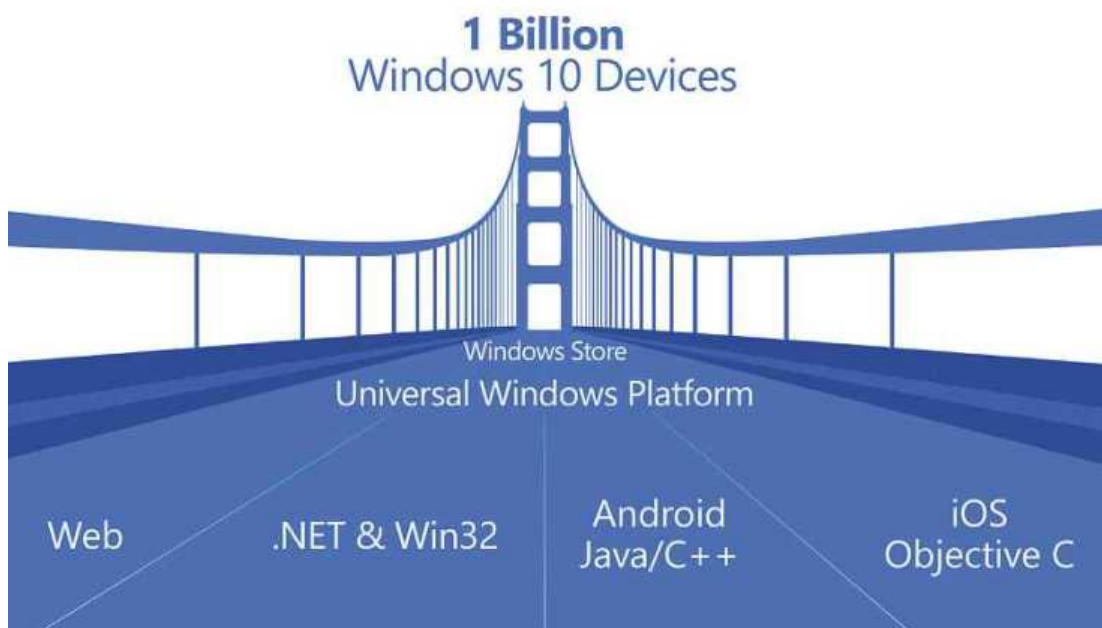 1 Billion
Windows 10 Devices
Windows Store
Universal Windows Platform
Web
.NET & Win32
Android
Java/C++
iOS
Objective C